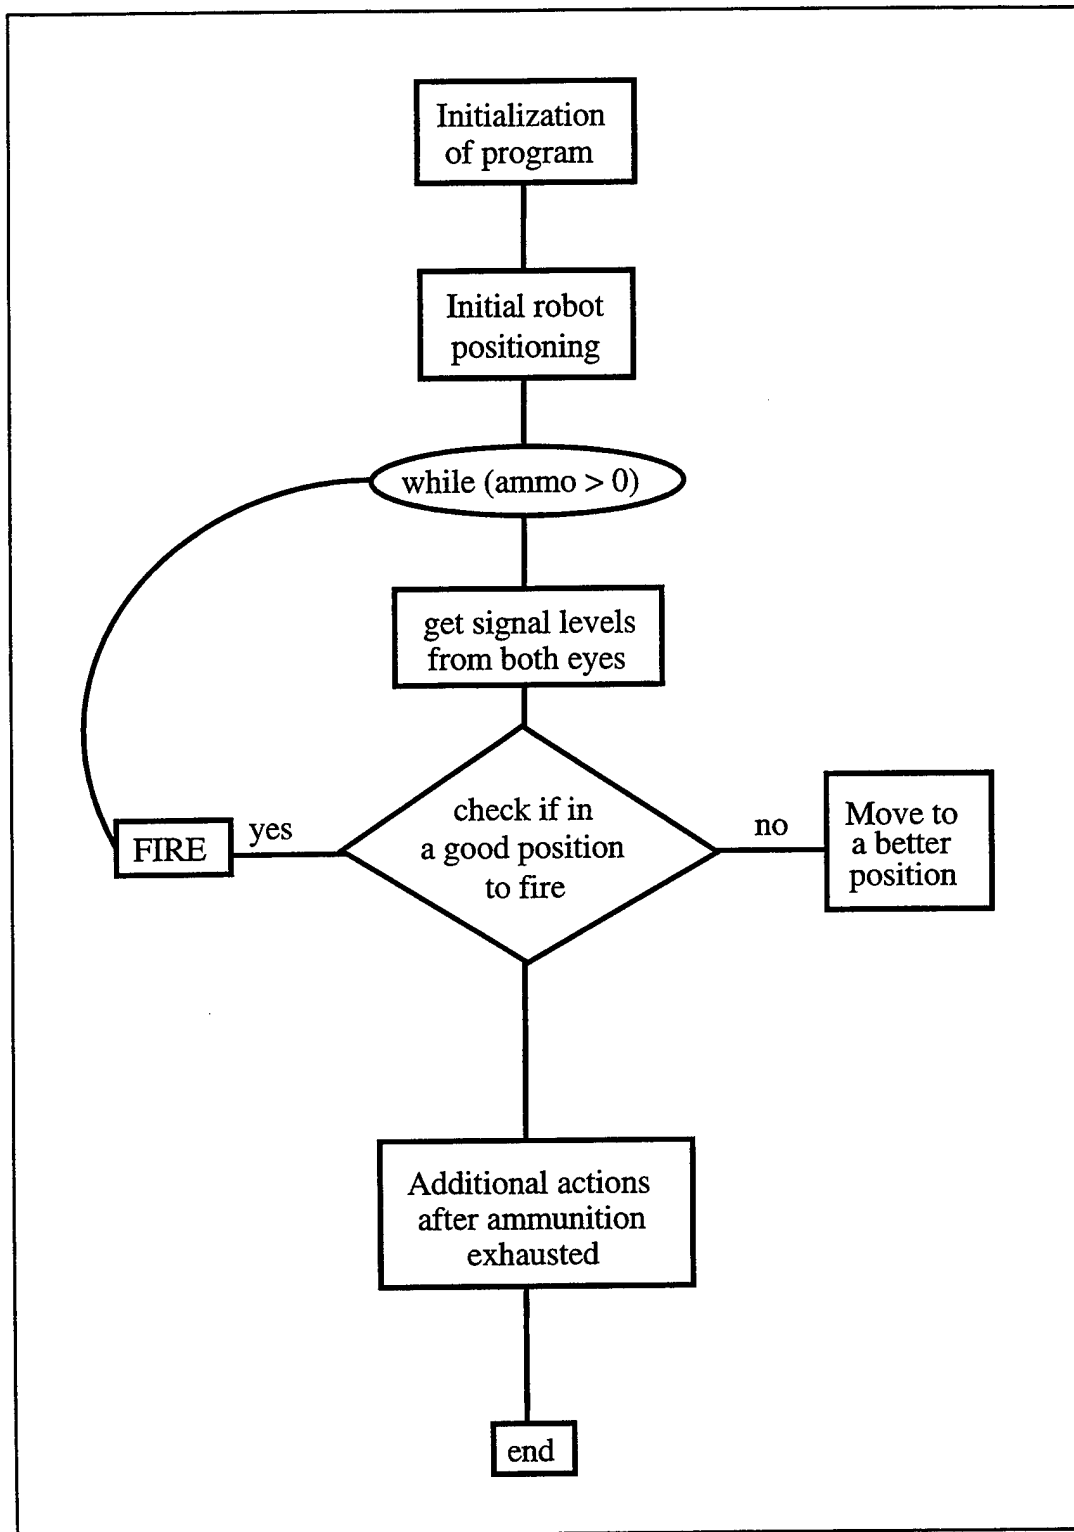 Initialization
of program
Initial robot
positioning
while (ammo > 0)
get signal levels
from both eyes
check if in
a good position
to fire
yes
FIRE
no
Move to
a better
position
Additional actions
after ammunition
exhausted
end